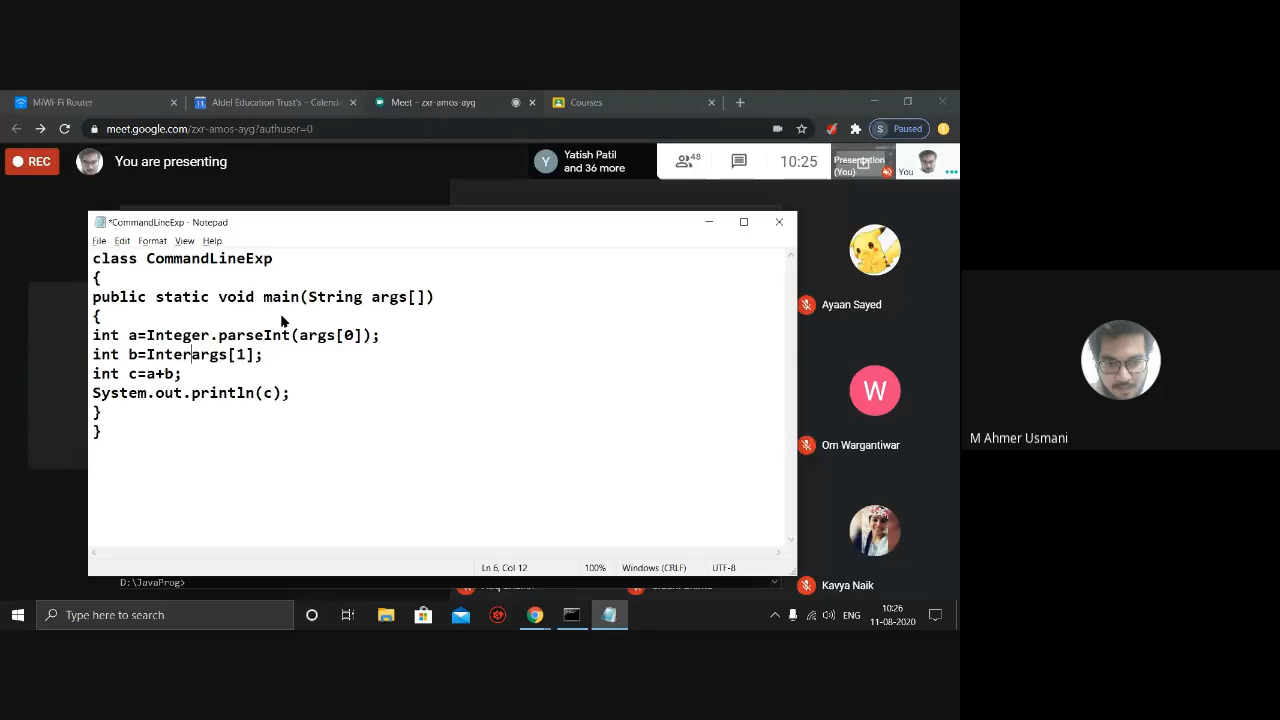 MiWi-Fi Router
Aldel Education Trust's – Calend
Meet – zxr-amos-ayg
Courses
meet.google.com/zxr-amos-ayg?authuser=0
S Paused
REC
You are presenting
Y
Yatish Patil
and 36 more
48
10:25
Presentation
(You)
You
*CommandLineExp - Notepad
File Edit Format View Help
class CommandLineExp
{
public static void main(String args[])
{
int a=Integer.parseInt(args[0]);
int b=Interargs[1];
int c=a+b;
System.out.println(c);
}
}
Ln 6, Col 12
100%
Windows (CRLF)
UTF-8
D:\JavaProg>
Ayaan Sayed
W
Om Wargantiwar
Kavya Naik
M Ahmer Usmani
Type here to search
ENG
10:26
11-08-2020